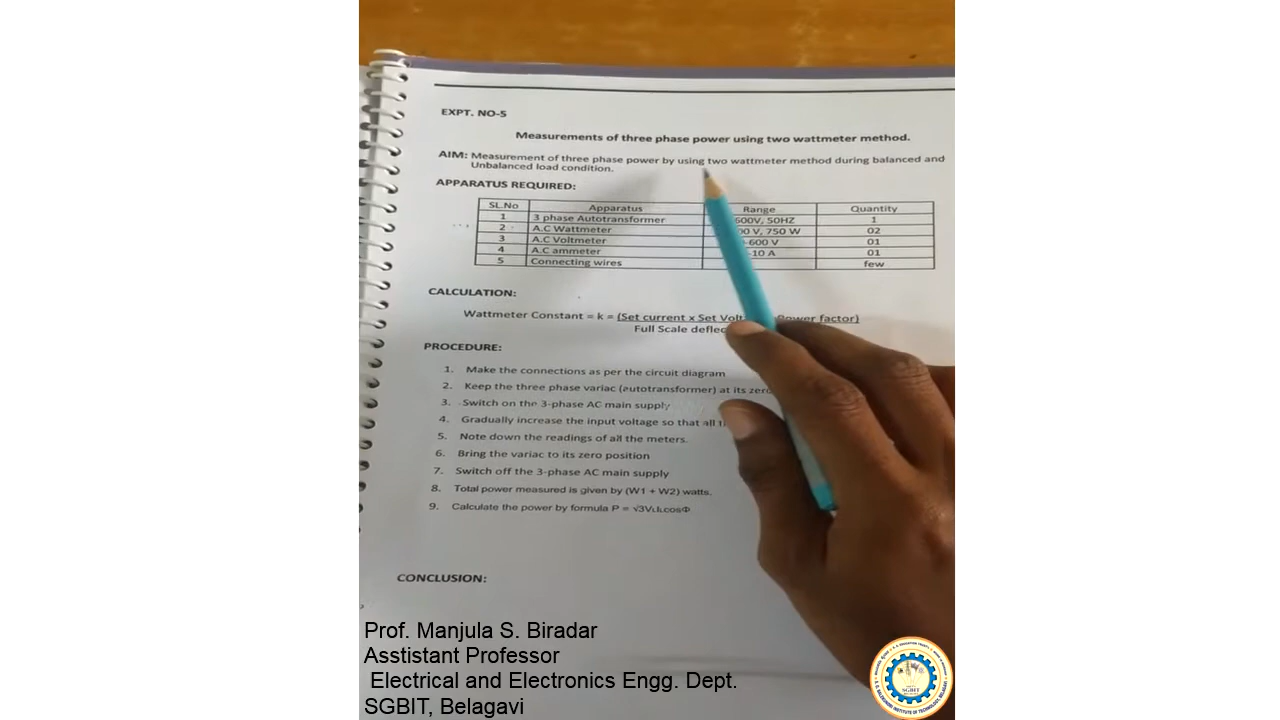 EXPT. NO-5
Measurements of three phase power using two wattmeter method.
AIM: Measurement of three phase power by using two wattmeter method during balanced and
Unbalanced load condition.
APPARATUS REQUIRED:
SL.No Apparatus Range Quantity
1 3 phase Autotransformer 600V, 50HZ 1
2 A.C Wattmeter V, 750 W 02
3 A.C Voltmeter 600 V 01
4 A.C ammeter 10 A 01
5 Connecting wires few
CALCULATION:
Wattmeter Constant = k = (Set current x Set factor)
Full Scale
PROCEDURE:
1. Make the connections as per the circuit diagram
2. Keep the three phase variac (autotransformer) at its
3. Switch on the 3-phase AC main supply
4. Gradually increase the input voltage so that all
5. Note down the readings of all the meters.
6. Bring the variac to its zero position
7. Switch off the 3-phase AC main supply
8. Total power measured is given by (W1 + W2) watts.
9. Calculate the power by formula P = √3VLILcosΦ
CONCLUSION:
Prof. Manjula S. Biradar
Asstistant Professor
Electrical and Electronics Engg. Dept.
SGBIT, Belagavi
SGBIT